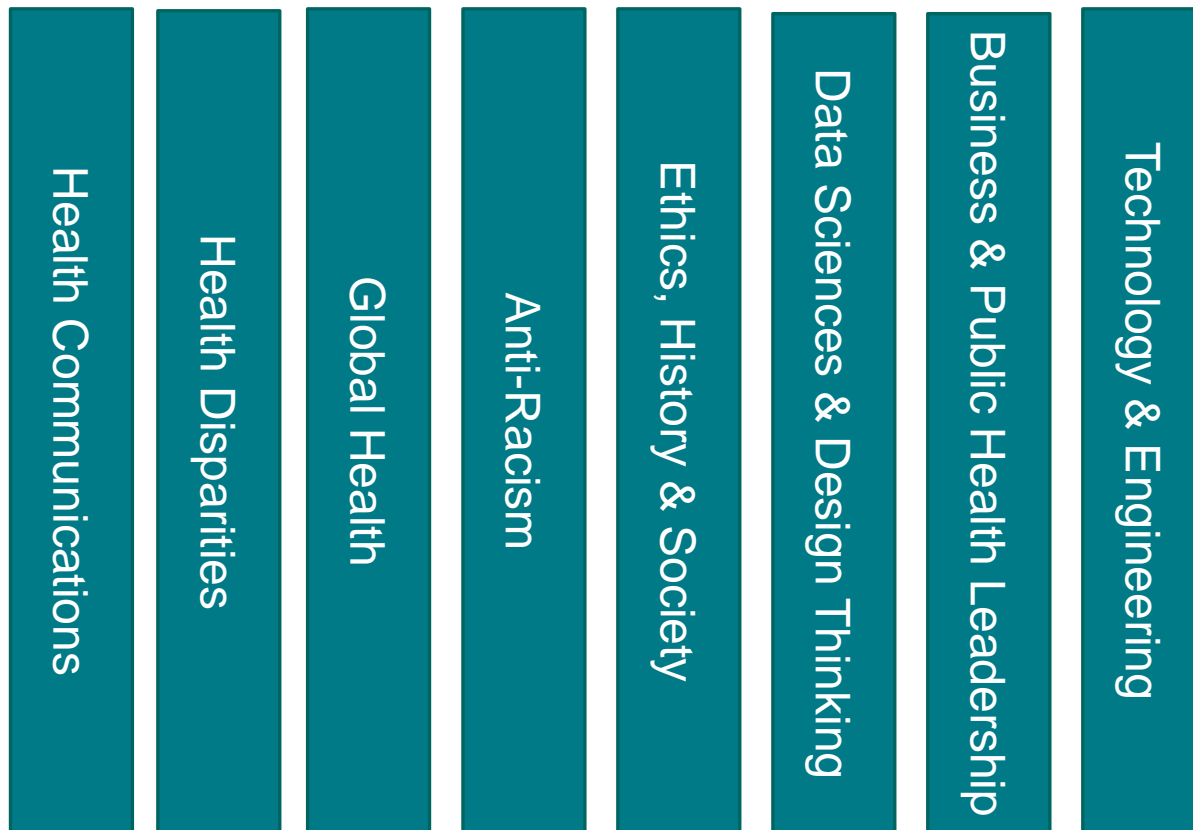 Health Communications
Health Disparities
Global Health
Anti-Racism
Ethics, History & Society
Data Sciences & Design Thinking
Business & Public Health Leadership
Technology & Engineering